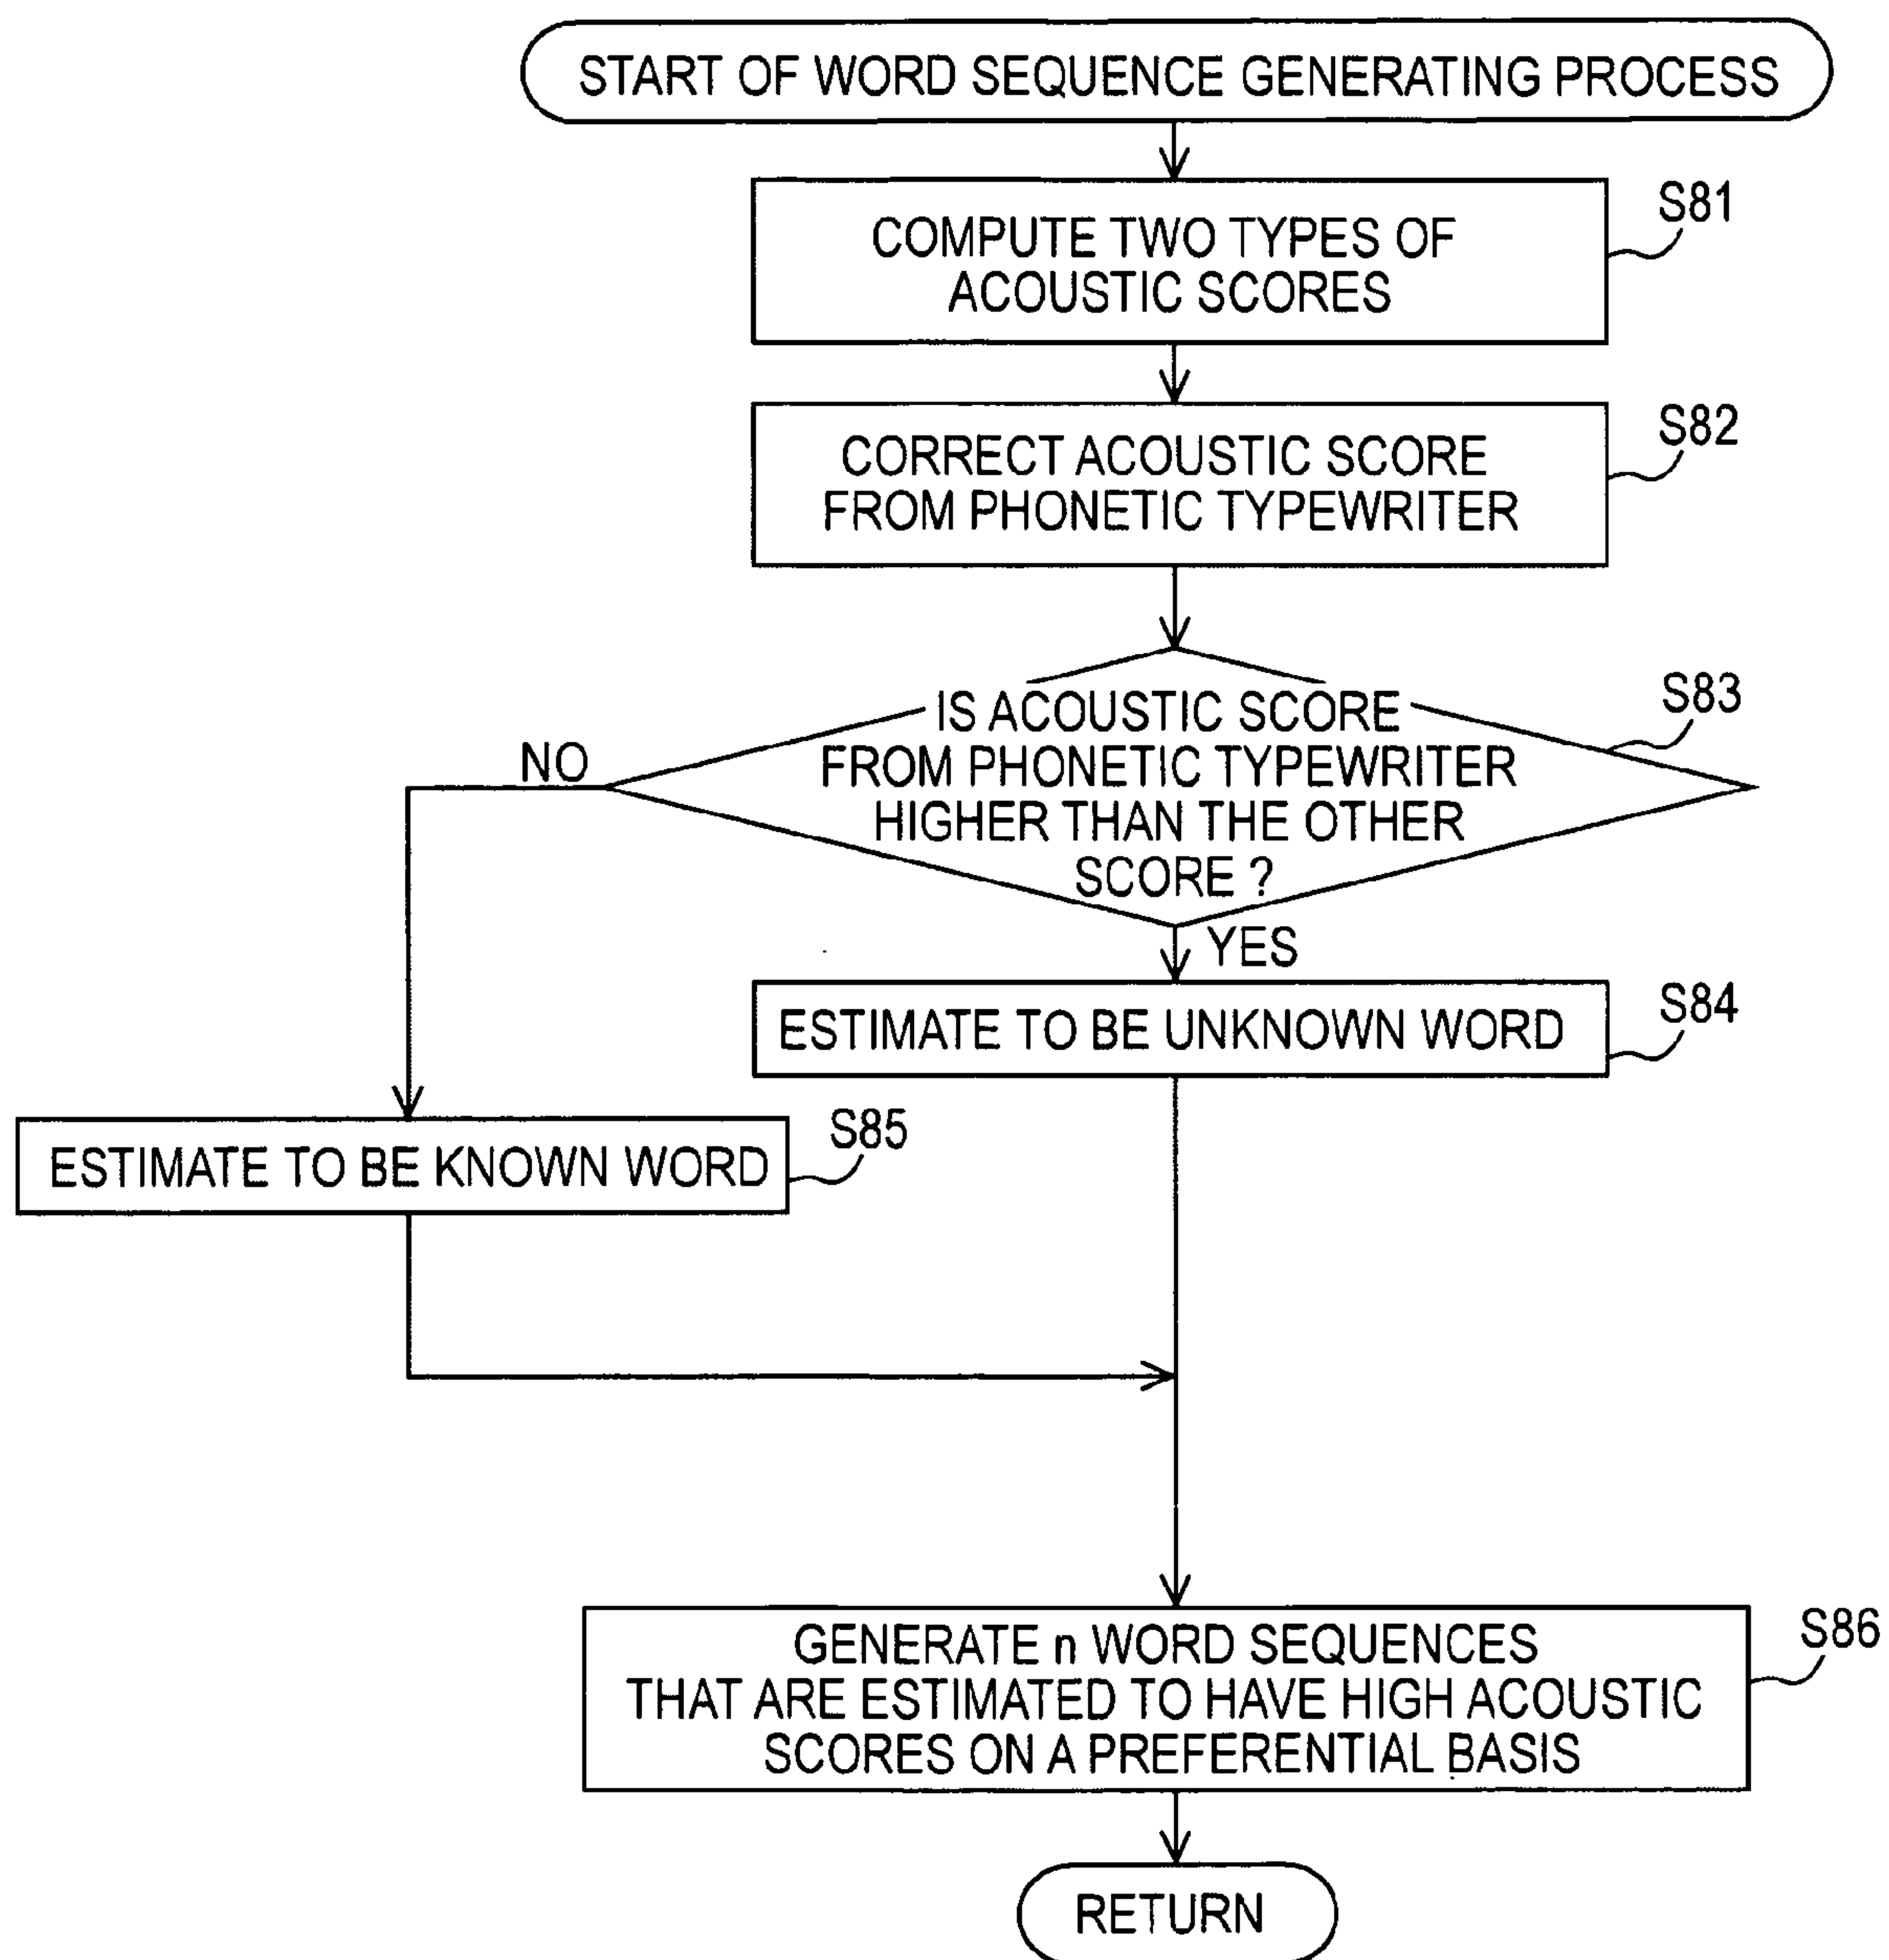 START OF WORD SEQUENCE GENERATING PROCESS
S81
COMPUTE TWO TYPES OF
ACOUSTIC SCORES
S82
CORRECT ACOUSTIC SCORE
FROM PHONETIC TYPEWRITER
S83
IS ACOUSTIC SCORE
FROM PHONETIC TYPEWRITER
HIGHER THAN THE OTHER
SCORE ?
NO
YES
S84
ESTIMATE TO BE UNKNOWN WORD
S85
ESTIMATE TO BE KNOWN WORD
S86
GENERATE n WORD SEQUENCES
THAT ARE ESTIMATED TO HAVE HIGH ACOUSTIC
SCORES ON A PREFERENTIAL BASIS
RETURN